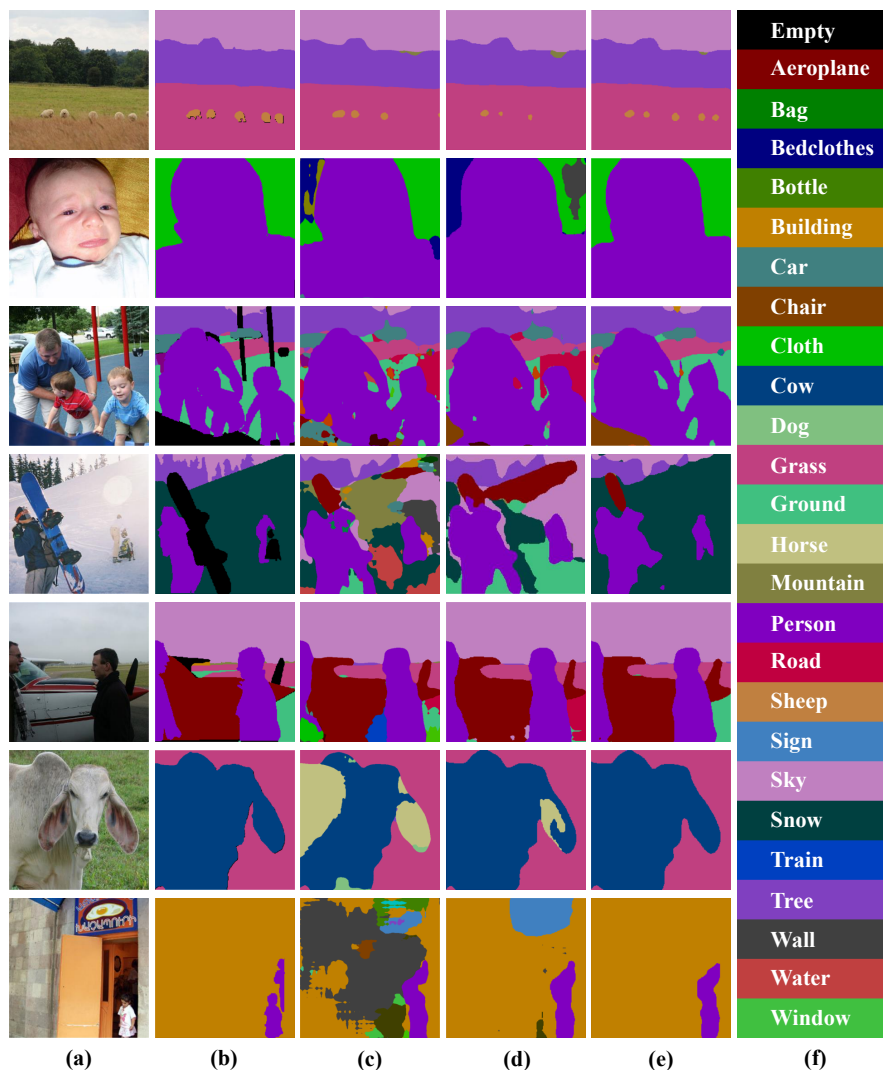 Empty
Aeroplane
Bag
Bedclothes
Bottle
Building
Car
Chair
Cloth
Cow
Dog
Grass
Ground
Horse
Mountain
Person
Road
Sheep
Sign
Sky
Snow
Train
Tree
Wall
Water
Window
(a) (b) (c) (d) (e) (f)